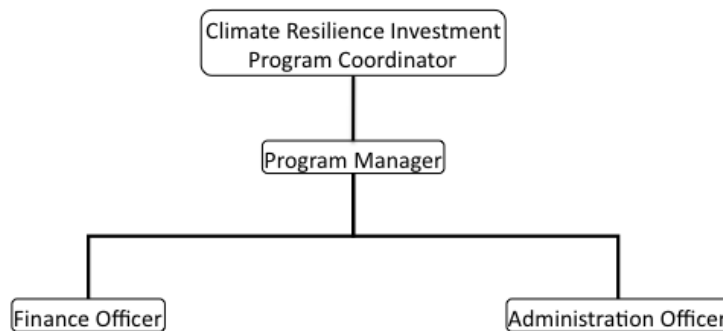 Climate Resilience Investment
Program Coordinator
Program Manager
Finance Officer
Administration Officer